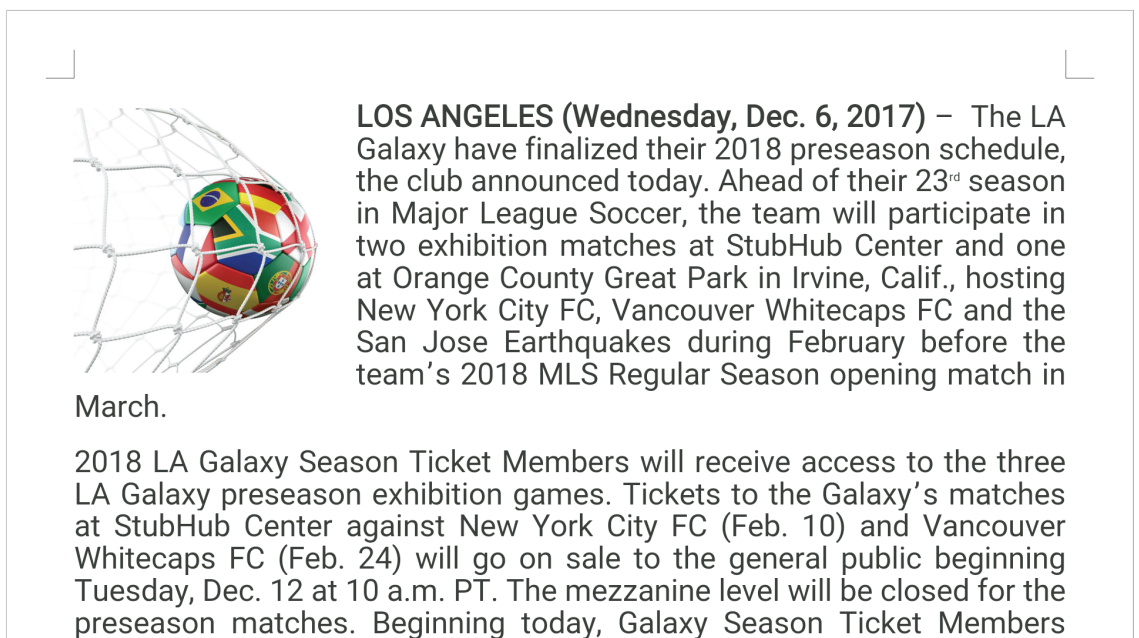 LOS ANGELES (Wednesday, Dec. 6, 2017) – The LA
Galaxy have finalized their 2018 preseason schedule,
the club announced today. Ahead of their 23rd season
in Major League Soccer, the team will participate in
two exhibition matches at StubHub Center and one
at Orange County Great Park in Irvine, Calif., hosting
New York City FC, Vancouver Whitecaps FC and the
San Jose Earthquakes during February before the
team’s 2018 MLS Regular Season opening match in
March.
2018 LA Galaxy Season Ticket Members will receive access to the three
LA Galaxy preseason exhibition games. Tickets to the Galaxy’s matches
at StubHub Center against New York City FC (Feb. 10) and Vancouver
Whitecaps FC (Feb. 24) will go on sale to the general public beginning
Tuesday, Dec. 12 at 10 a.m. PT. The mezzanine level will be closed for the
preseason matches. Beginning today, Galaxy Season Ticket Members